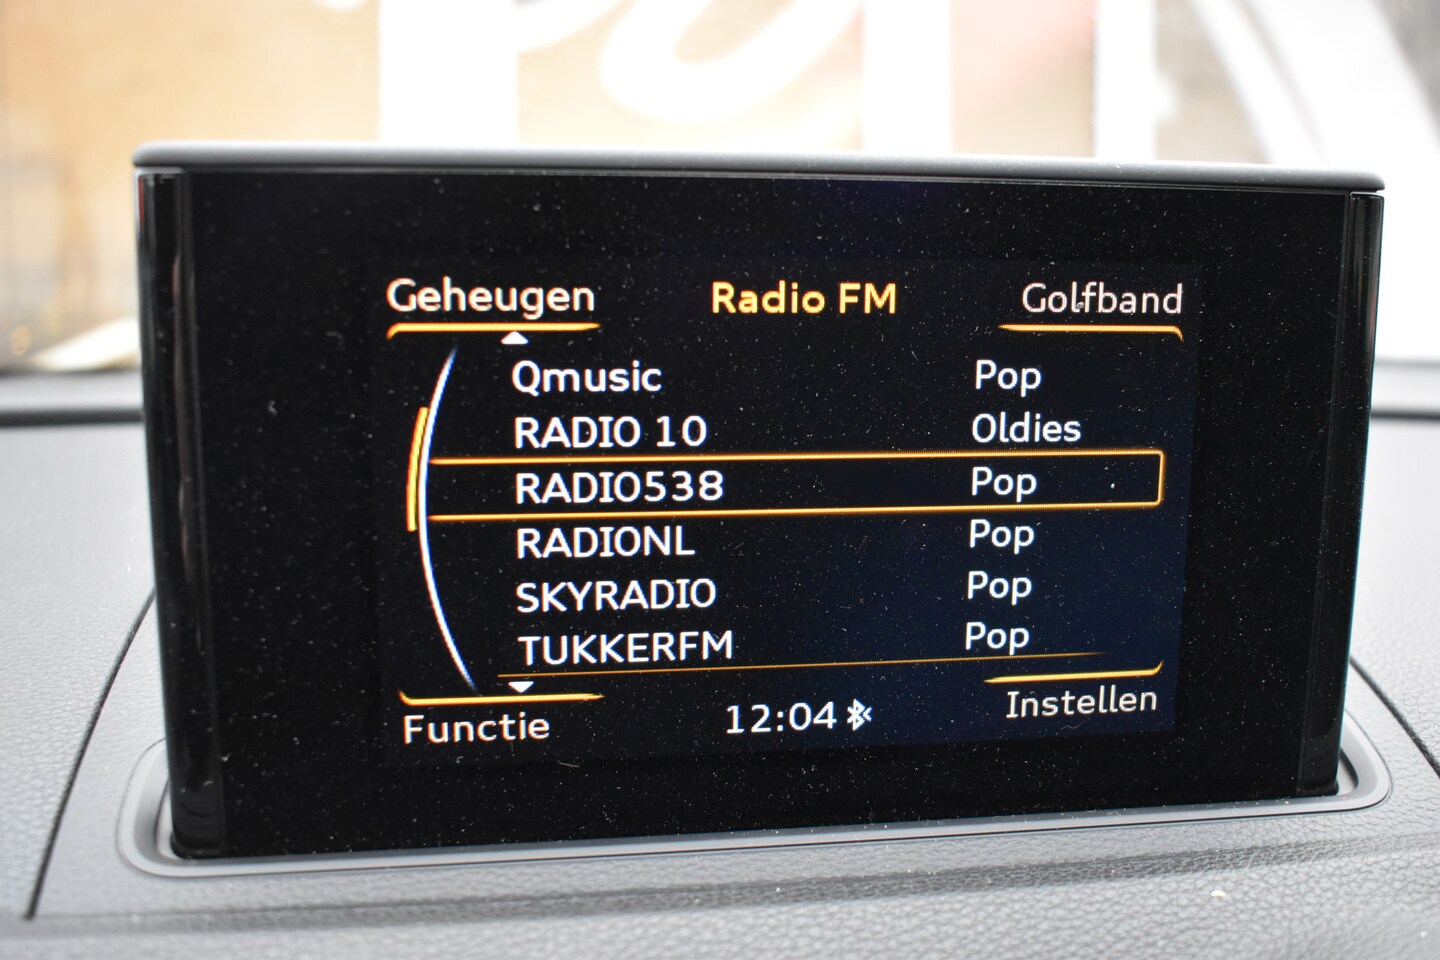 Geheugen Radio FM Golfband
Qmusic Pop
RADIO 10 Oldies
RADIO538 Pop
RADIONL Pop
SKYRADIO Pop
TUKKERFM Pop
Functie 12:04 Instellen